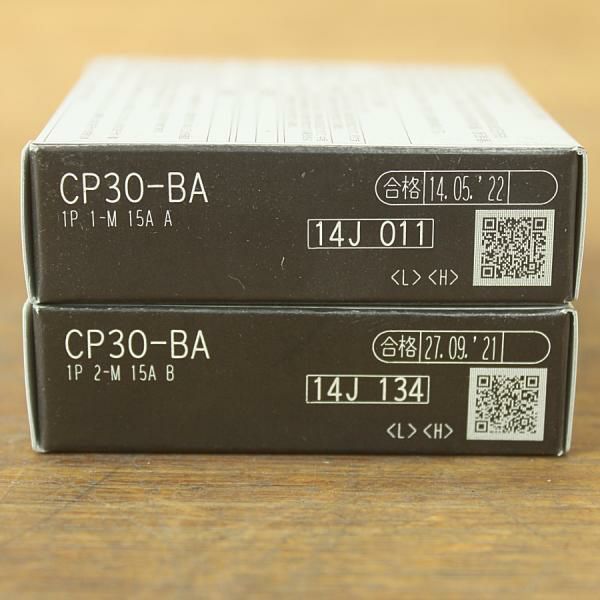 CP30-BA
合格 14.05.'22
1P 1-M 15A A
14J 011
<L> <H>
CP30-BA
合格 27.09.'21
1P 2-M 15A B
14J 134
<L> <H>